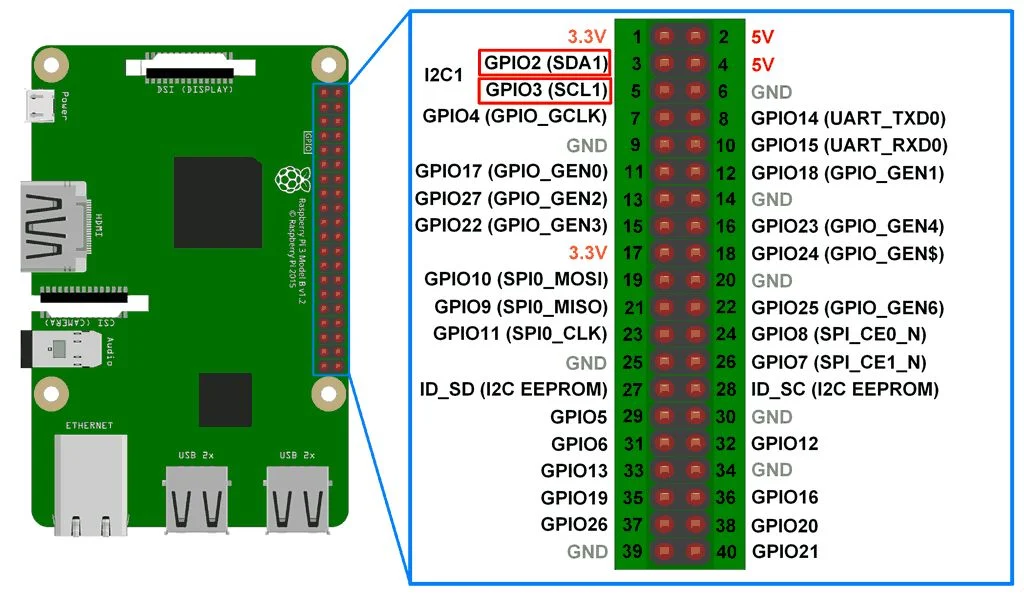 DSI (DISPLAY)
Power
HDMI
GPIO
Raspberry Pi 3 Model B v1.2
© Raspberry Pi 2015
CSI (CAMERA)
Audio
ETHERNET
USB 2x
USB 2x
I2C1
3.3V 1 2 5V
GPIO2 (SDA1) 3 4 5V
GPIO3 (SCL1) 5 6 GND
GPIO4 (GPIO_GCLK) 7 8 GPIO14 (UART_TXD0)
GND 9 10 GPIO15 (UART_RXD0)
GPIO17 (GPIO_GEN0) 11 12 GPIO18 (GPIO_GEN1)
GPIO27 (GPIO_GEN2) 13 14 GND
GPIO22 (GPIO_GEN3) 15 16 GPIO23 (GPIO_GEN4)
3.3V 17 18 GPIO24 (GPIO_GEN$)
GPIO10 (SPI0_MOSI) 19 20 GND
GPIO9 (SPI0_MISO) 21 22 GPIO25 (GPIO_GEN6)
GPIO11 (SPI0_CLK) 23 24 GPIO8 (SPI_CE0_N)
GND 25 26 GPIO7 (SPI_CE1_N)
ID_SD (I2C EEPROM) 27 28 ID_SC (I2C EEPROM)
GPIO5 29 30 GND
GPIO6 31 32 GPIO12
GPIO13 33 34 GND
GPIO19 35 36 GPIO16
GPIO26 37 38 GPIO20
GND 39 40 GPIO21